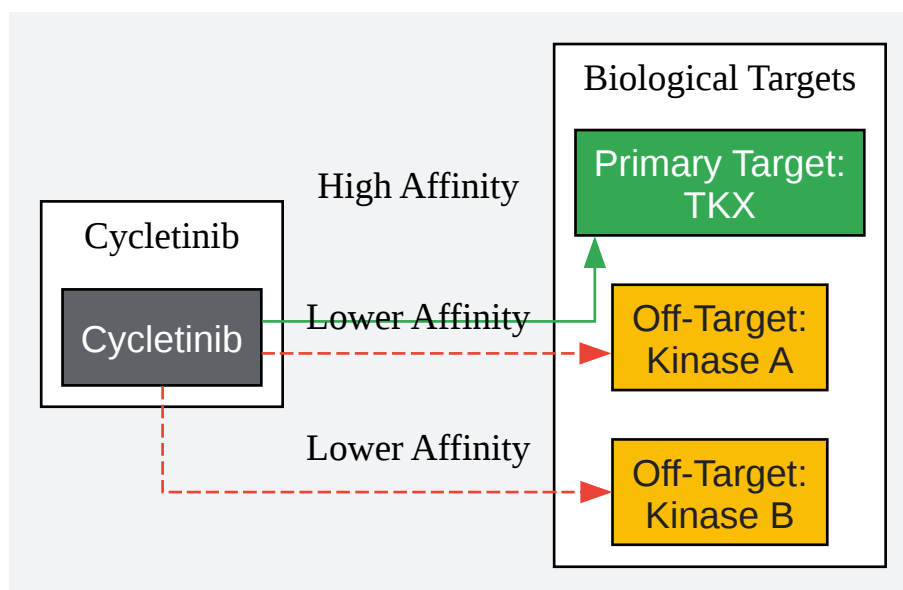 Cycletinib
Cycletinib
High Affinity
Lower Affinity
Lower Affinity
Biological Targets
Primary Target:
TKX
Off-Target:
Kinase A
Off-Target:
Kinase B